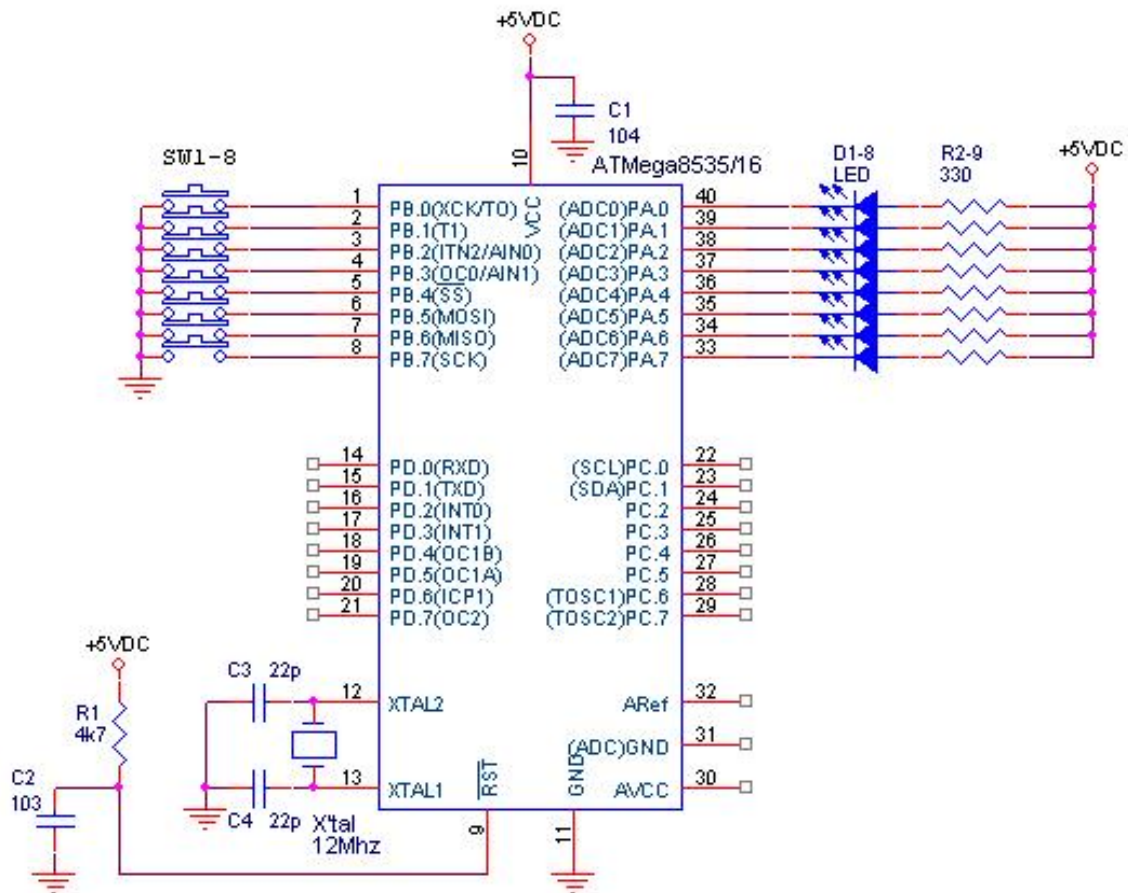 +5VDC
C1
104
ATMega8535/16
10
VCC
SW1-8
D1-8
LED
R2-9
330
+5VDC
1
PB.0(XCK/TO)
2
PB.1(T1)
3
PB.2(ITN2/AIN0)
4
PB.3(OC0/AIN1)
5
PB.4(SS)
6
PB.5(MOSI)
7
PB.6(MISO)
8
PB.7(SCK)
(ADC0)PA.0
40
(ADC1)PA.1
39
(ADC2)PA.2
38
(ADC3)PA.3
37
(ADC4)PA.4
36
(ADC5)PA.5
35
(ADC6)PA.6
34
(ADC7)PA.7
33
14
PD.0(RXD)
15
PD.1(TXD)
16
PD.2(INT0)
17
PD.3(INT1)
18
PD.4(OC1B)
19
PD.5(OC1A)
20
PD.6(ICP1)
21
PD.7(OC2)
(SCL)PC.0
22
(SDA)PC.1
23
PC.2
24
PC.3
25
PC.4
26
PC.5
27
(TOSC1)PC.6
28
(TOSC2)PC.7
29
+5VDC
R1
4k7
C2
103
C3 22p
12
XTAL2
13
XTAL1
C4 22p
X'tal
12Mhz
RST
9
GND
11
ARef
32
(ADC)GND
31
AVCC
30